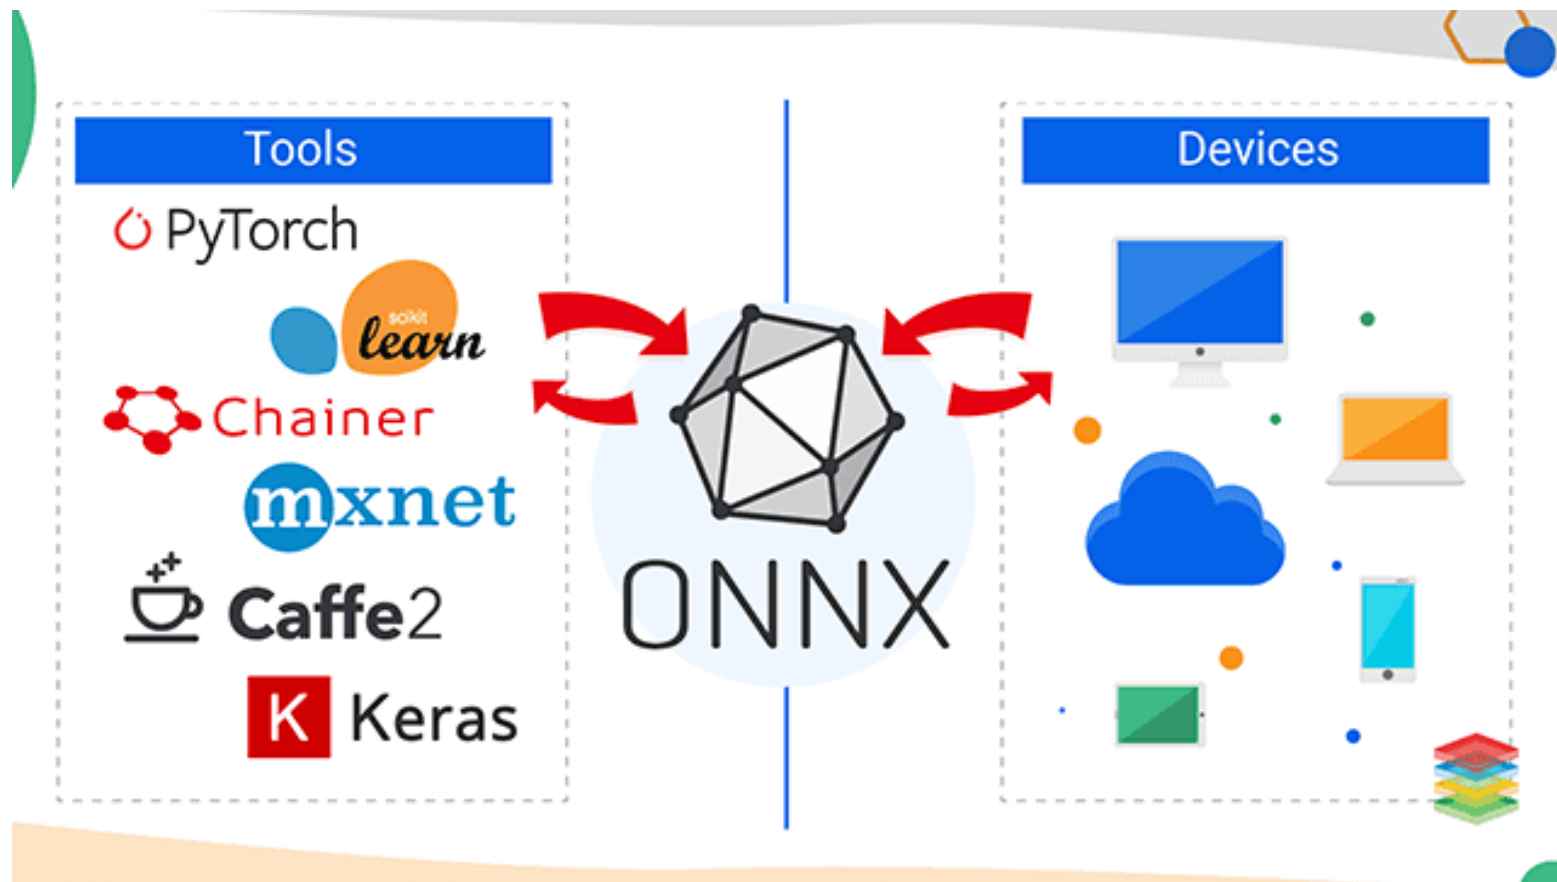 Tools
PyTorch
scikit
learn
Chainer
mxnet
Caffe2
K Keras
ONNX
Devices